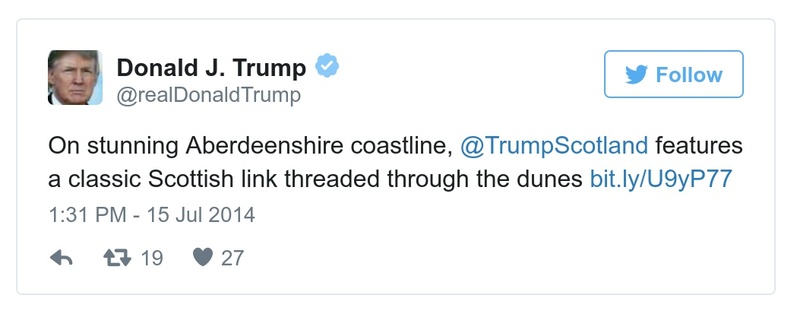 Donald J. Trump
@realDonaldTrump
Follow
On stunning Aberdeenshire coastline, @TrumpScotland features
a classic Scottish link threaded through the dunes bit.ly/U9yP77
1:31 PM - 15 Jul 2014
19 27